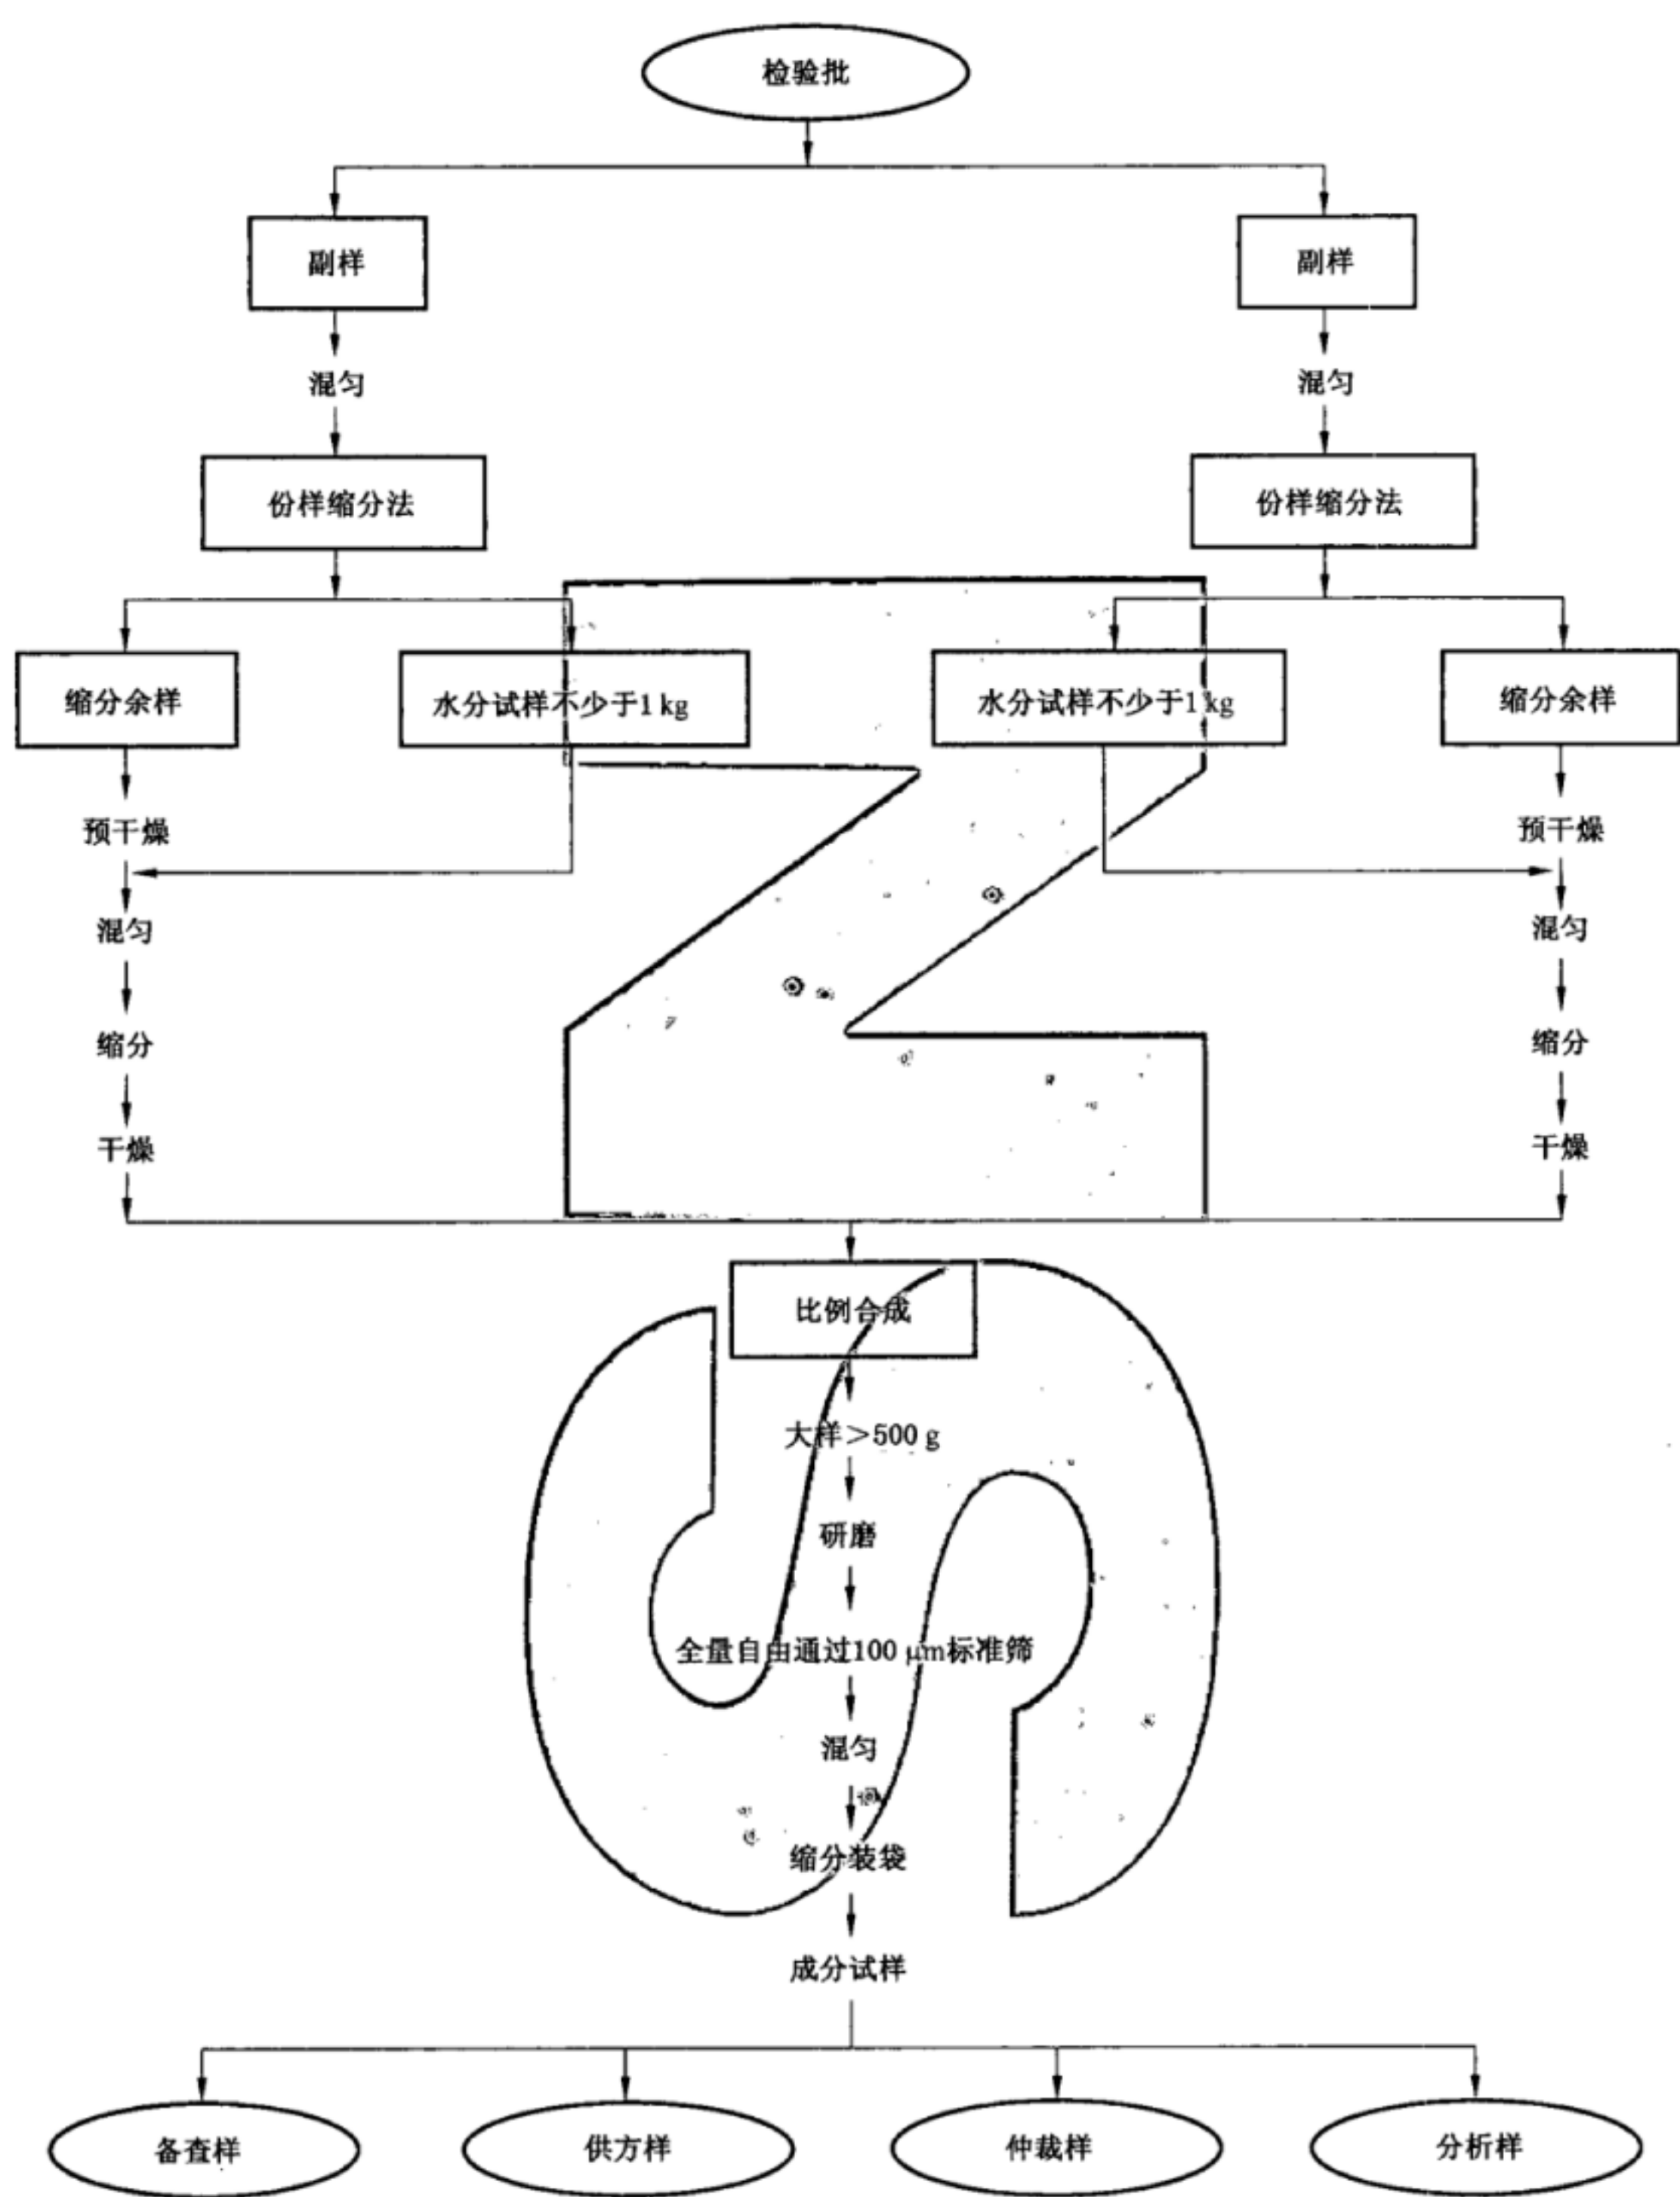 检验批
副样
副样
混匀
混匀
份样缩分法
份样缩分法
缩分余样
水分试样不少于1 kg
水分试样不少于1 kg
缩分余样
预干燥
预干燥
混匀
混匀
缩分
缩分
干燥
干燥
比例合成
大样>500 g
研磨
全量自由通过100 μm标准筛
混匀
缩分装袋
成分试样
备查样
供方样
仲裁样
分析样